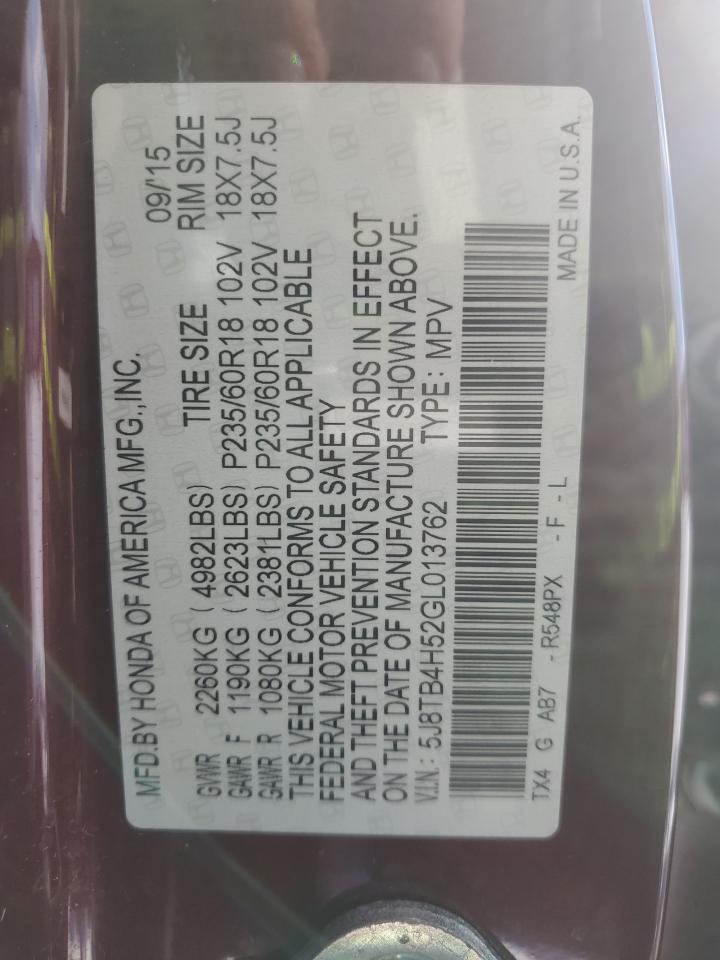 MFD.BY HONDA OF AMERICA MFG.,INC. 09/'15
GVWR 2260KG ( 4982LBS) TIRE SIZE RIM SIZE
GAWR F 1190KG ( 2623LBS) P235/60R18 102V 18X7.5J
GAWR R 1080KG ( 2381LBS) P235/60R18 102V 18X7.5J
THIS VEHICLE CONFORMS TO ALL APPLICABLE
FEDERAL MOTOR VEHICLE SAFETY
AND THEFT PREVENTION STANDARDS IN EFFECT
ON THE DATE OF MANUFACTURE SHOWN ABOVE.
V.I.N: 5J8TB4H52GL013762 TYPE: MPV
TX4 G AB7 - R548PX - F - L
MADE IN U.S.A.